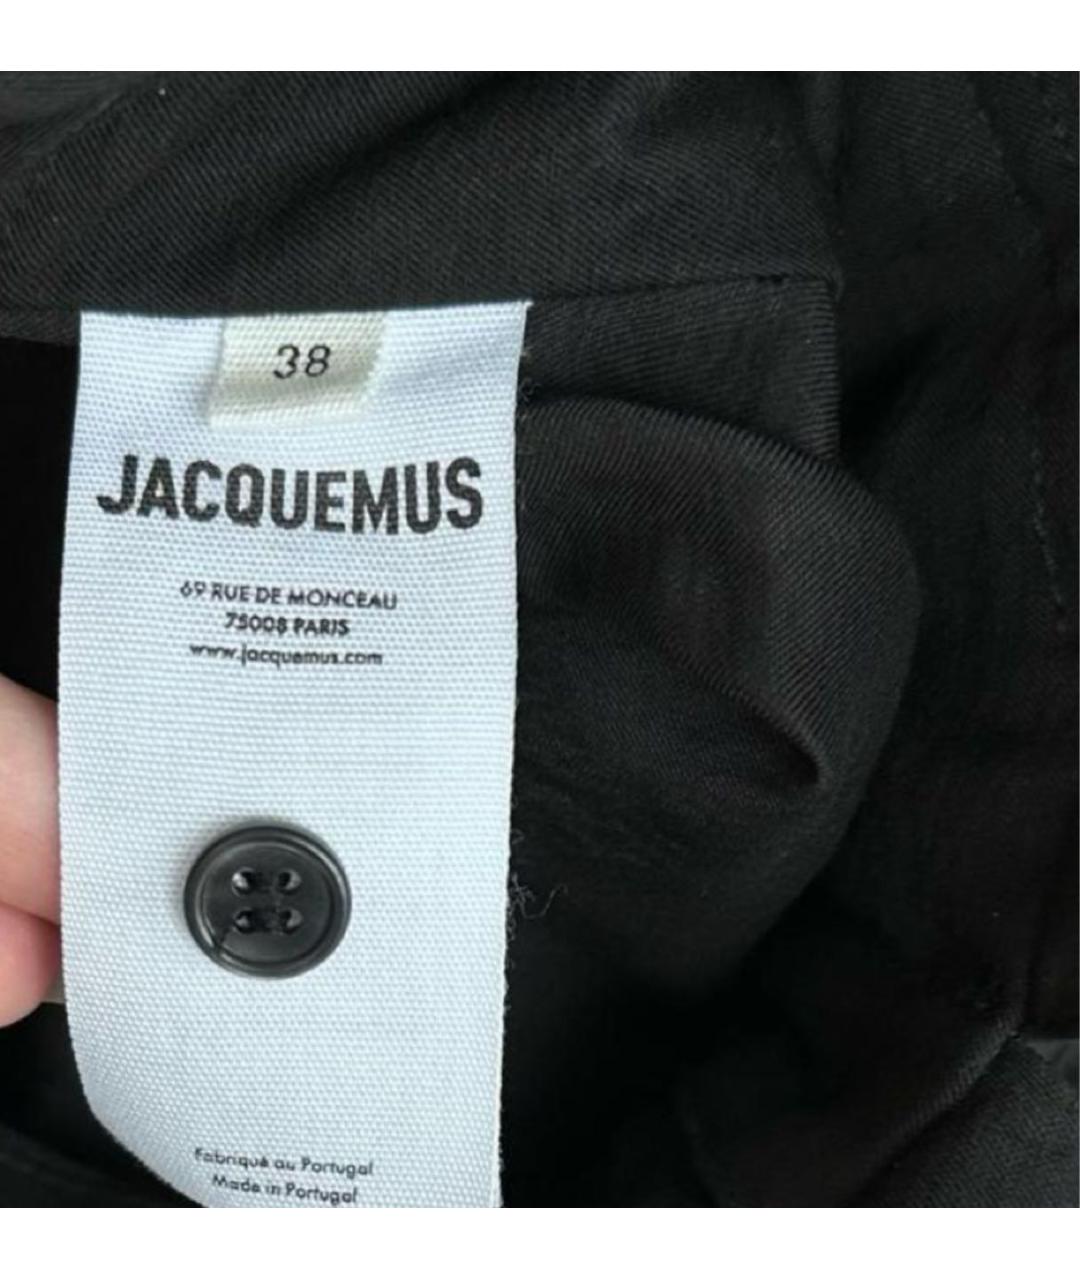 38
JACQUEMUS
69 RUE DE MONCEAU
75008 PARIS
www.jacquemus.com
Fabriqué au Portugal
Made in Portugal